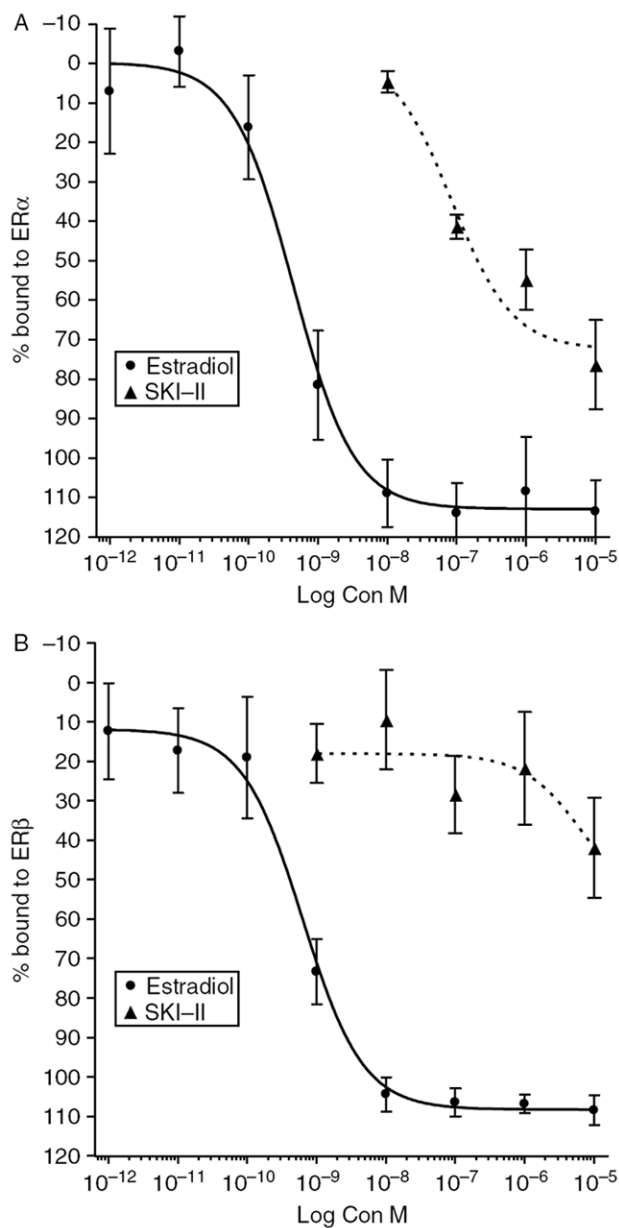 A
–10
0
10
20
30
40
50
60
70
80
90
100
110
120
% bound to ERα
Estradiol
SKI–II
10⁻¹² 10⁻¹¹ 10⁻¹⁰ 10⁻⁹ 10⁻⁸ 10⁻⁷ 10⁻⁶ 10⁻⁵
Log Con M
B
–10
0
10
20
30
40
50
60
70
80
90
100
110
120
% bound to ERβ
Estradiol
SKI–II
10⁻¹² 10⁻¹¹ 10⁻¹⁰ 10⁻⁹ 10⁻⁸ 10⁻⁷ 10⁻⁶ 10⁻⁵
Log Con M